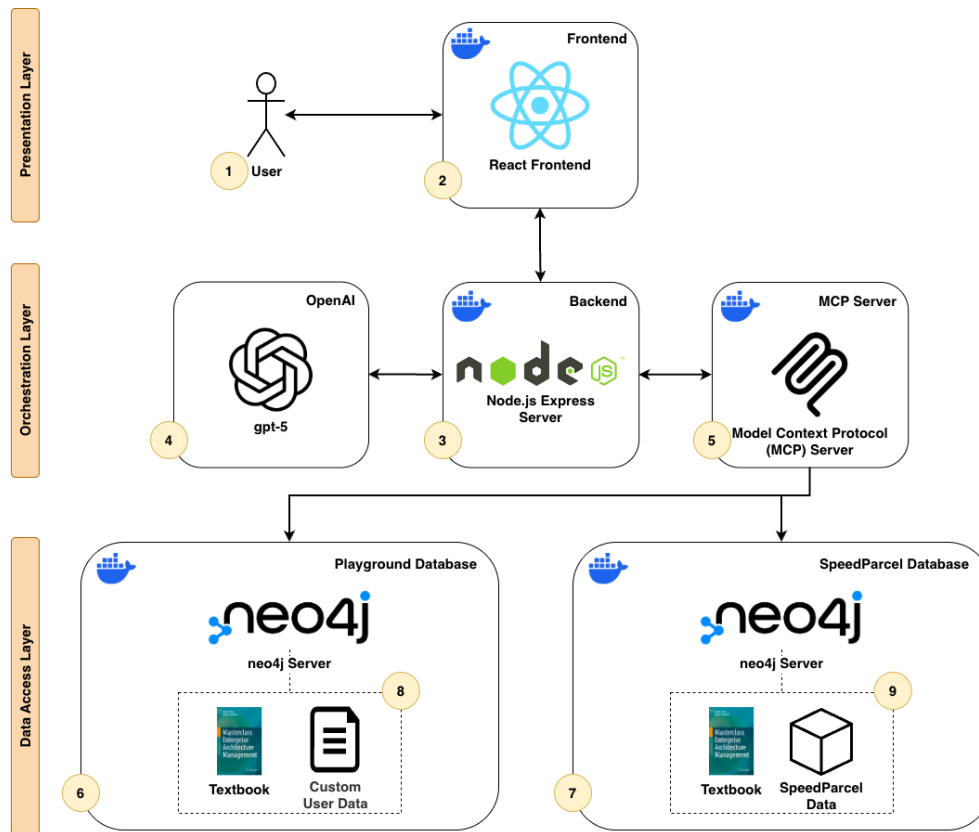 Presentation Layer
Frontend
React Frontend
2
User
1
Orchestration Layer
OpenAI
gpt-5
4
Backend
node
JS
Node.js Express
Server
3
MCP Server
Model Context Protocol
(MCP) Server
5
Data Access Layer
Playground Database
neo4j
neo4j Server
8
Masterclass
Enterprise
Architecture
Management
Textbook
Custom
User Data
6
SpeedParcel Database
neo4j
neo4j Server
9
Masterclass
Enterprise
Architecture
Management
Textbook
SpeedParcel
Data
7